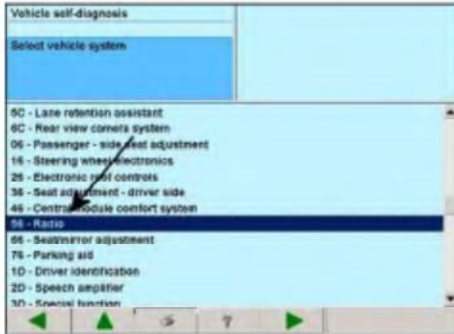 Vehicle self-diagnosis
Select vehicle system
5C - Lane retention assistant
6C - Rear view camera system
06 - Passenger - side seat adjustment
16 - Steering wheel electronics
26 - Electronic roof controls
36 - Seat adjustment - driver side
46 - Central module comfort system
56 - Radio
66 - Seat/mirror adjustment
76 - Parking aid
1D - Driver identification
2D - Speech amplifier
3D - Special function
?